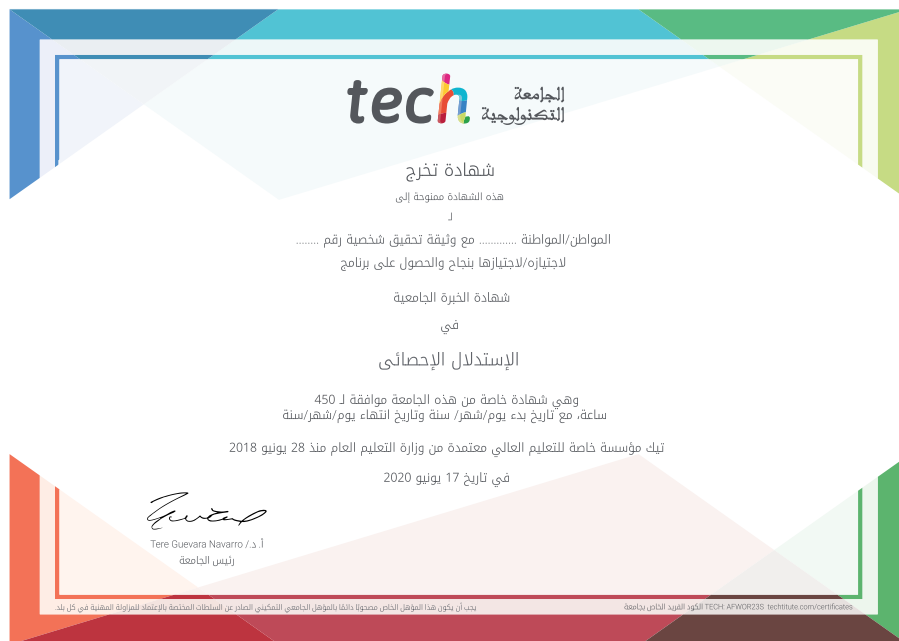 tech الجامعة
التكنولوجية
شهادة تخرج
هذه الشهادة ممنوحة إلى
لـ
المواطن/المواطنة ............. مع وثيقة تحقيق شخصية رقم ........
لاجتيازه/لاجتيازها بنجاح والحصول على برنامج
شهادة الخبرة الجامعية
في
الإستدلال الإحصائى
وهي شهادة خاصة من هذه الجامعة موافقة لـ 450
ساعة، مع تاريخ بدء يوم/شهر/ سنة وتاريخ انتهاء يوم/شهر/سنة
تيك مؤسسة خاصة للتعليم العالي معتمدة من وزارة التعليم العام منذ 28 يونيو 2018
في تاريخ 17 يونيو 2020
أ. د./ Tere Guevara Navarro
رئيس الجامعة
يجب أن يكون هذا المؤهل الخاص مصحوبًا دائمًا بالمؤهل الجامعي التمكيني الصادر عن السلطات المختصة بالإعتماد للمزاولة المهنية في كل بلد.
الكود الفريد الخاص بجامعة TECH: AFWOR23S techtitute.com/certificates